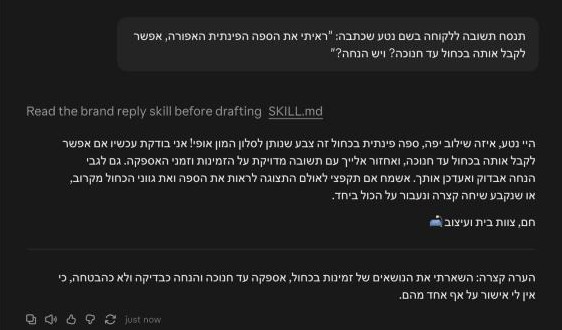 תנסח תשובה ללקוחה בשם נטע שכתבה: "ראיתי את הספה הפינתית האפורה, אפשר
לקבל אותה בכחול עד חנוכה? ויש הנחה?"
Read the brand reply skill before drafting SKILL.md
היי נטע, איזה שילוב יפה, ספה פינתית בכחול זה צבע שנותן לסלון המון אופי! אני בודקת עכשיו אם אפשר
לקבל אותה בכחול עד חנוכה, ואחזור אלייך עם תשובה מדויקת על הזמינות וזמני האספקה. גם לגבי
הנחה אבדוק ואעדכן אותך. אשמח אם תקפצי לאולם התצוגה לראות את הספה ואת גווני הכחול מקרוב,
או שנקבע שיחה קצרה ונעבור על הכול ביחד.
חם, צוות בית ועיצוב 🛋️
הערה קצרה: השארתי את הנושאים של זמינות בכחול, אספקה עד חנוכה והנחה כבדיקה ולא כהבטחה, כי
אין לי אישור על אף אחד מהם.
just now